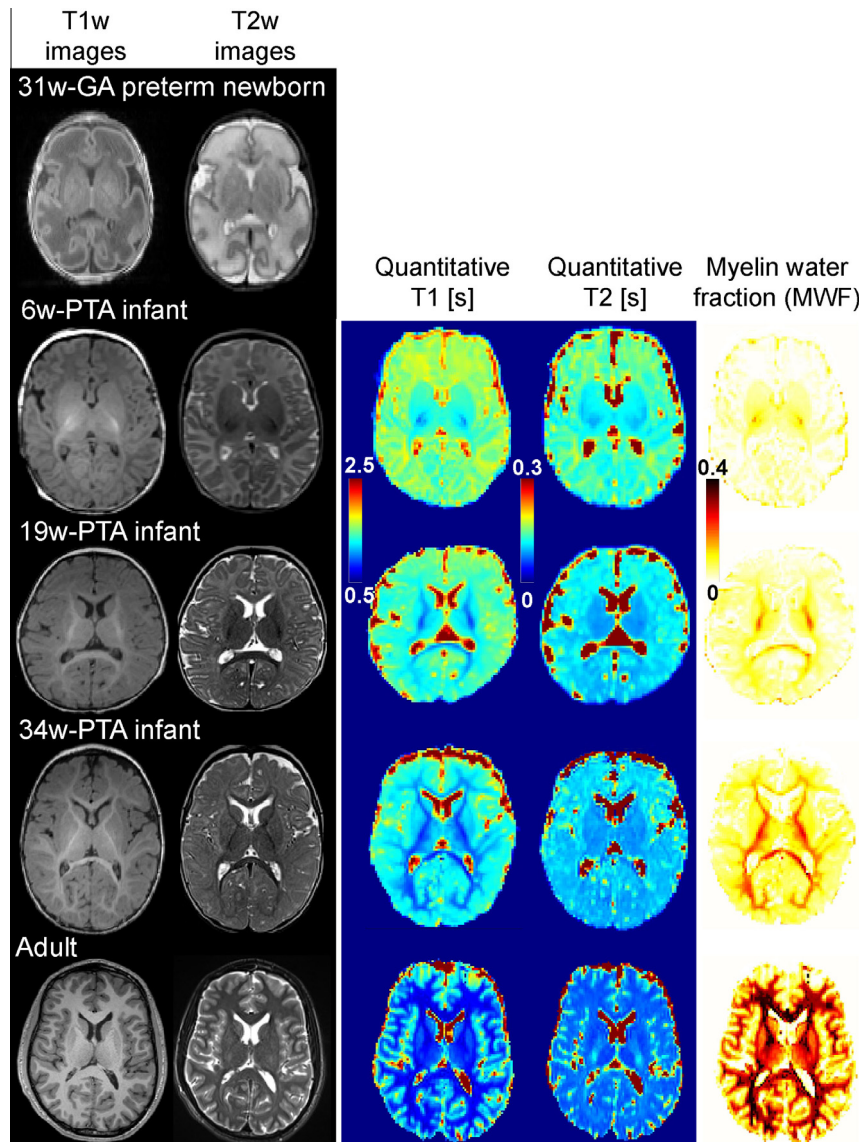 T1w
images
T2w
images
31w-GA preterm newborn
Quantitative
T1 [s]
Quantitative
T2 [s]
Myelin water
fraction (MWF)
6w-PTA infant
2.5
0.5
0.3
0
0.4
0
19w-PTA infant
34w-PTA infant
Adult